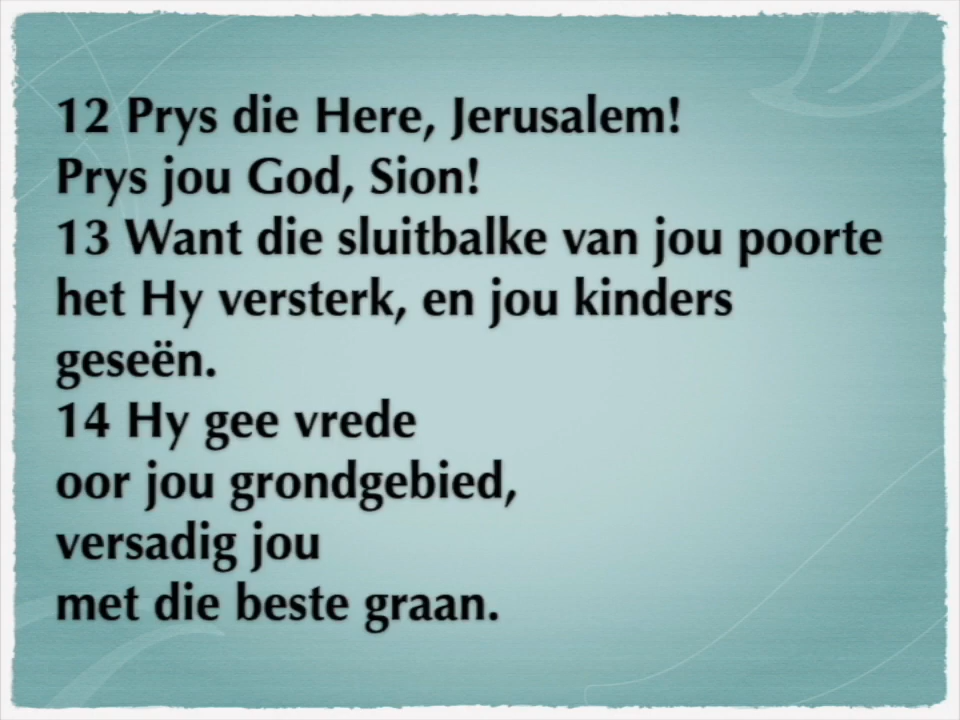 12 Prys die Here, Jerusalem!
Prys jou God, Sion!
13 Want die sluitbalke van jou poorte
het Hy versterk, en jou kinders
geseën.
14 Hy gee vrede
oor jou grondgebied,
versadig jou
met die beste graan.